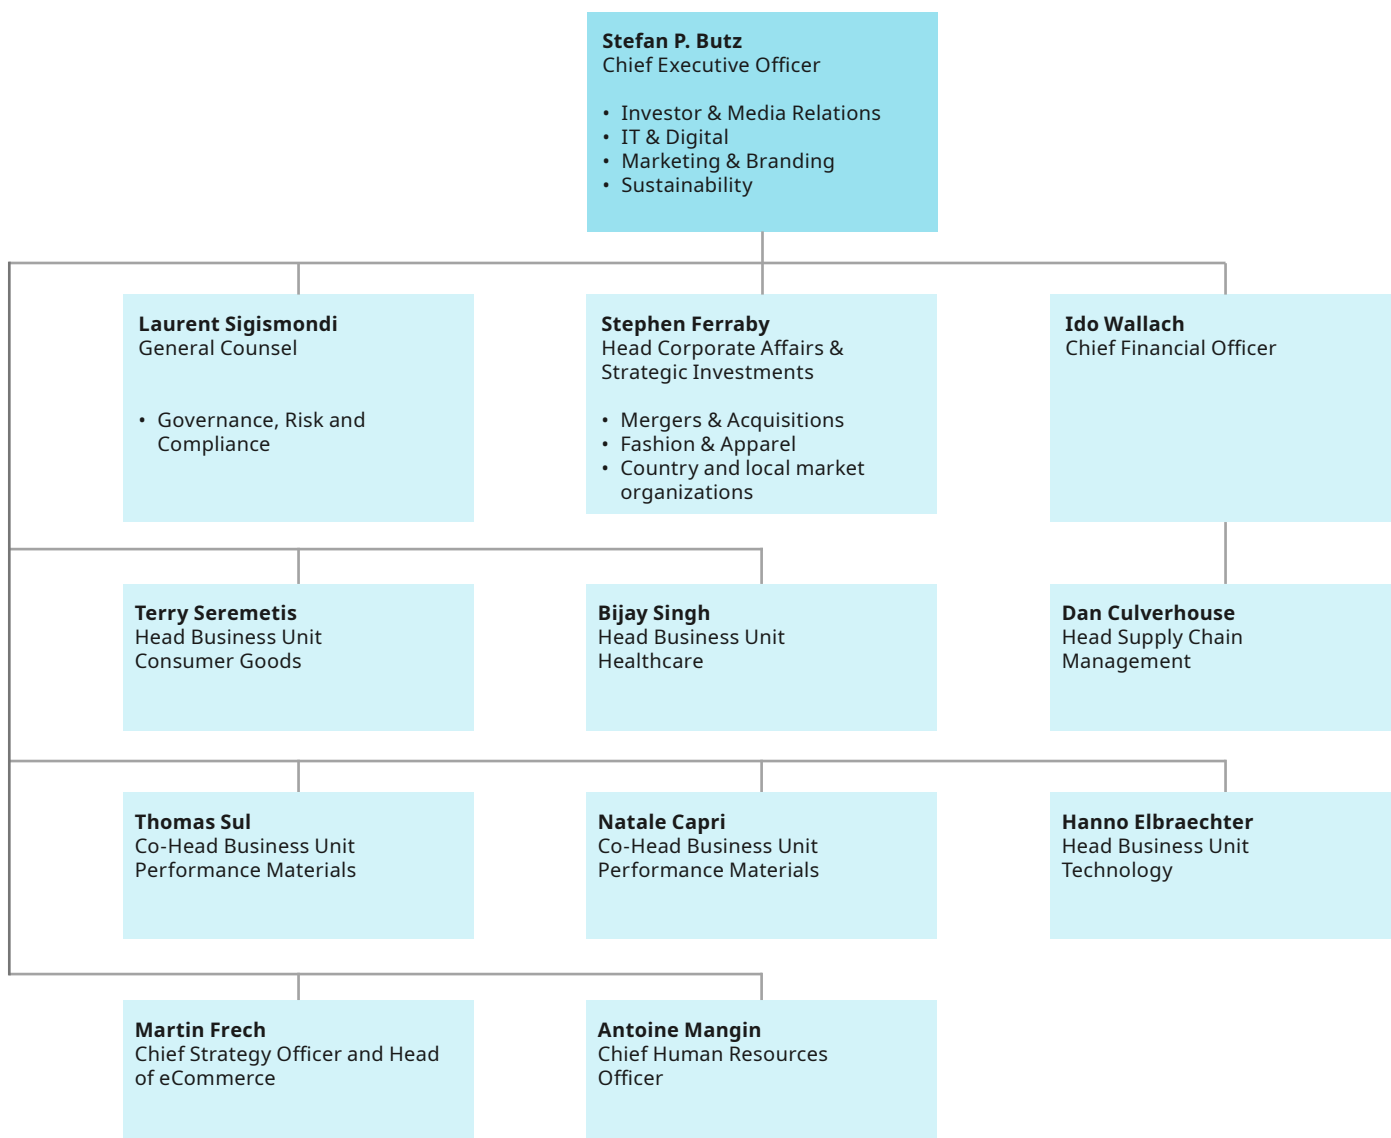 Stefan P. Butz
Chief Executive Officer
• Investor & Media Relations
• IT & Digital
• Marketing & Branding
• Sustainability
Laurent Sigismondi
General Counsel
• Governance, Risk and
Compliance
Stephen Ferraby
Head Corporate Affairs &
Strategic Investments
• Mergers & Acquisitions
• Fashion & Apparel
• Country and local market
organizations
Ido Wallach
Chief Financial Officer
Terry Seremetis
Head Business Unit
Consumer Goods
Bijay Singh
Head Business Unit
Healthcare
Dan Culverhouse
Head Supply Chain
Management
Thomas Sul
Co-Head Business Unit
Performance Materials
Natale Capri
Co-Head Business Unit
Performance Materials
Hanno Elbraechter
Head Business Unit
Technology
Martin Frech
Chief Strategy Officer and Head
of eCommerce
Antoine Mangin
Chief Human Resources
Officer